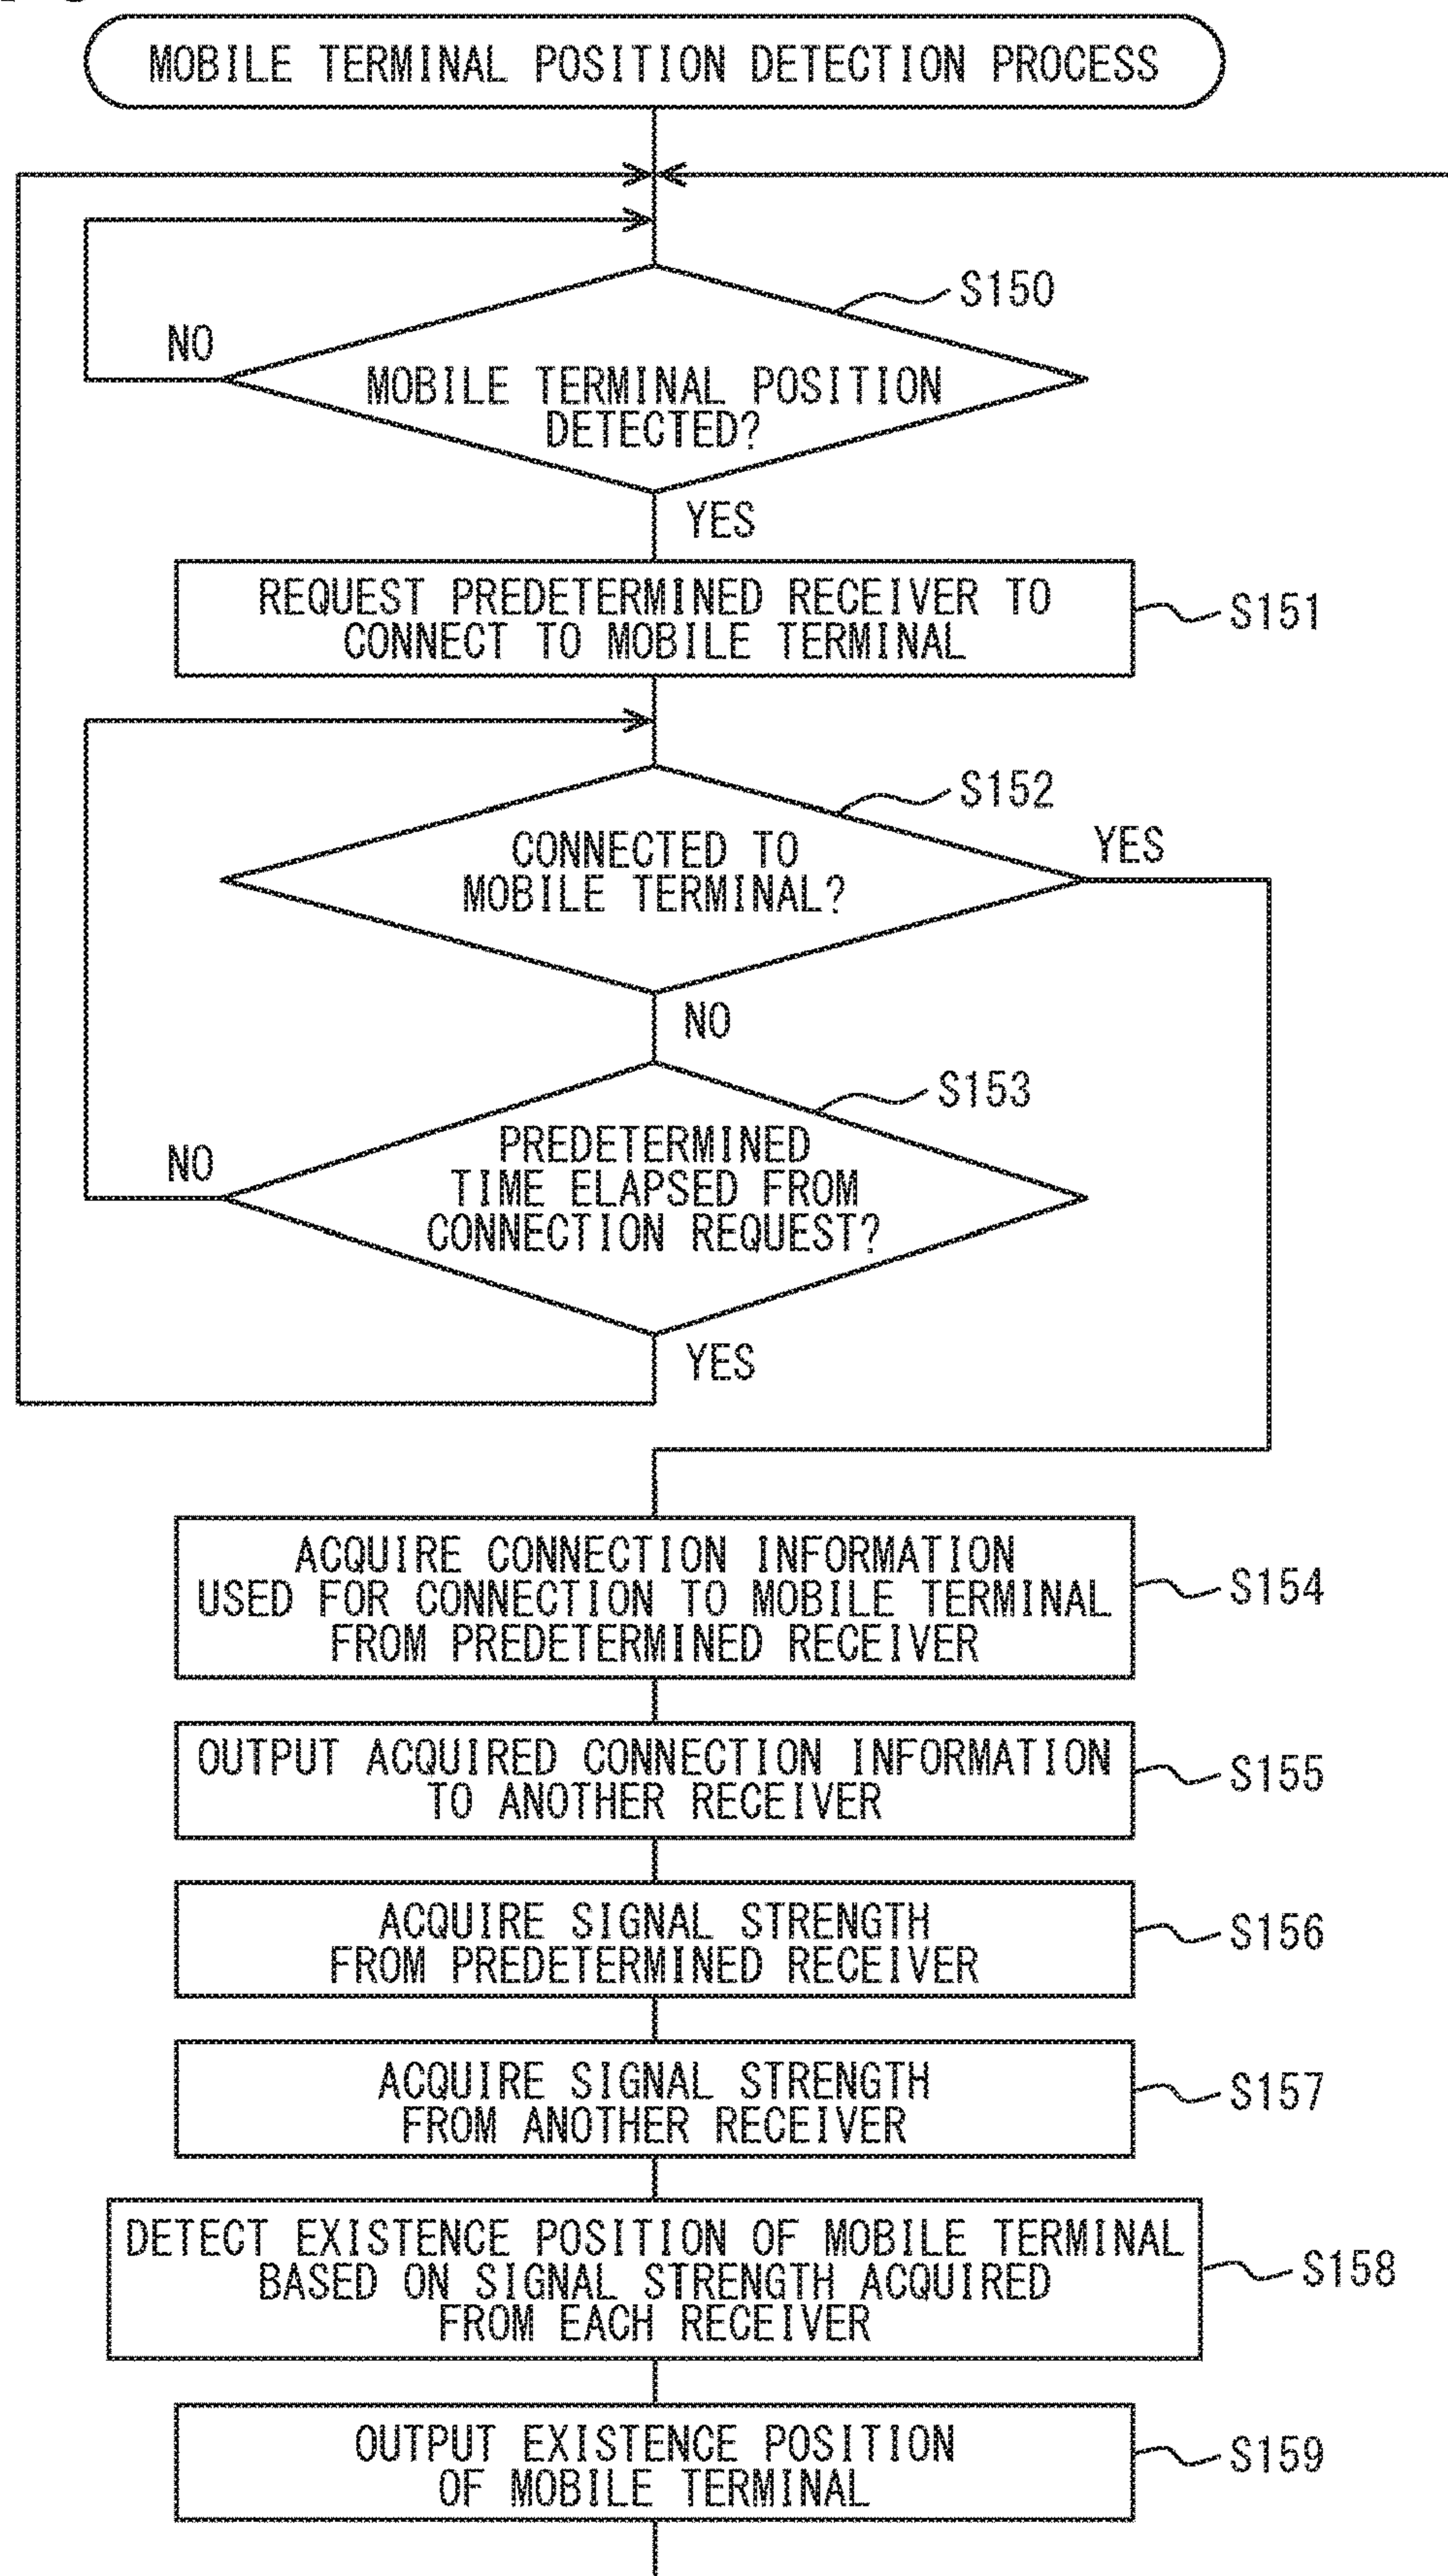 MOBILE TERMINAL POSITION DETECTION PROCESS
S150
NO
MOBILE TERMINAL POSITION
DETECTED?
YES
REQUEST PREDETERMINED RECEIVER TO
CONNECT TO MOBILE TERMINAL
S151
S152
CONNECTED TO
MOBILE TERMINAL?
YES
NO
S153
NO
PREDETERMINED
TIME ELAPSED FROM
CONNECTION REQUEST?
YES
ACQUIRE CONNECTION INFORMATION
USED FOR CONNECTION TO MOBILE TERMINAL
FROM PREDETERMINED RECEIVER
S154
OUTPUT ACQUIRED CONNECTION INFORMATION
TO ANOTHER RECEIVER
S155
ACQUIRE SIGNAL STRENGTH
FROM PREDETERMINED RECEIVER
S156
ACQUIRE SIGNAL STRENGTH
FROM ANOTHER RECEIVER
S157
DETECT EXISTENCE POSITION OF MOBILE TERMINAL
BASED ON SIGNAL STRENGTH ACQUIRED
FROM EACH RECEIVER
S158
OUTPUT EXISTENCE POSITION
OF MOBILE TERMINAL
S159